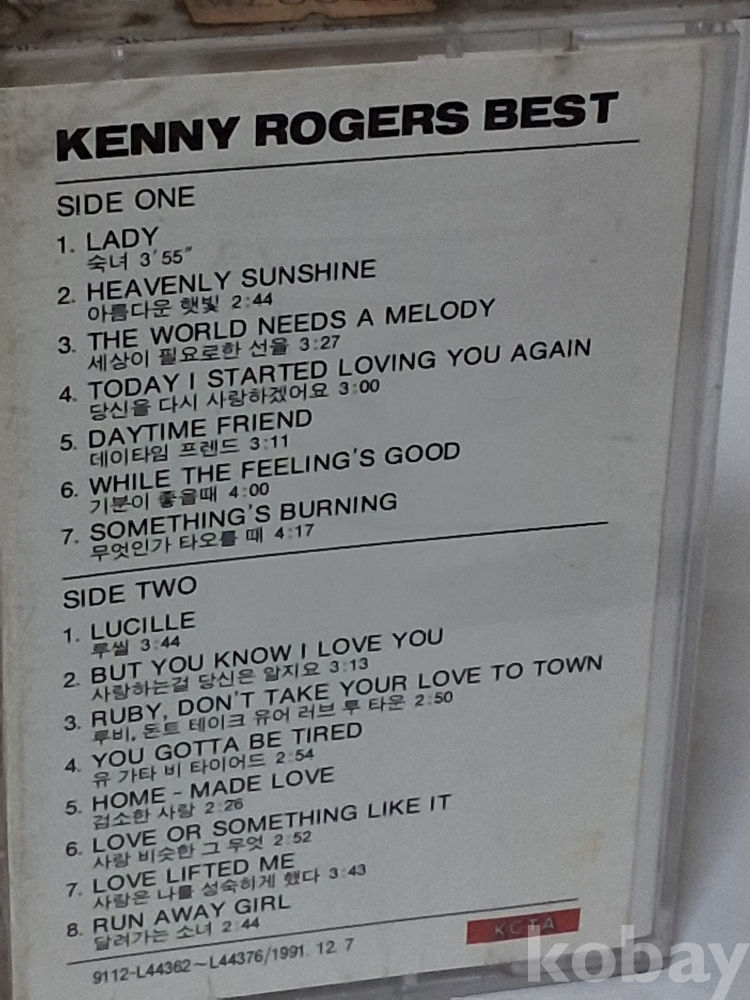 KENNY ROGERS BEST
SIDE ONE
1. LADY
숙녀 3'55"
2. HEAVENLY SUNSHINE
아름다운 햇빛 2:44
3. THE WORLD NEEDS A MELODY
세상이 필요로한 선율 3:27
4. TODAY I STARTED LOVING YOU AGAIN
당신을 다시 사랑하겠어요 3:00
5. DAYTIME FRIEND
데이타임 프렌드 3:11
6. WHILE THE FEELING'S GOOD
기분이 좋을때 4:00
7. SOMETHING'S BURNING
무엇인가 타오를 때 4:17
SIDE TWO
1. LUCILLE
루씰 3:44
2. BUT YOU KNOW I LOVE YOU
사랑하는걸 당신은 알지요 3:13
3. RUBY, DON'T TAKE YOUR LOVE TO TOWN
루비, 돈트 테이크 유어 러브 투 타운 2:50
4. YOU GOTTA BE TIRED
유 가타 비 타이어드 2:54
5. HOME-MADE LOVE
검소한 사랑 2:26
6. LOVE OR SOMETHING LIKE IT
사랑 비슷한 그 무엇 2:52
7. LOVE LIFTED ME
사랑은 나를 성숙하게 했다 3:43
8. RUN AWAY GIRL
달려가는 소녀 2:44
KCTA
9112-L44362~L44376/1991. 12. 7
kobay